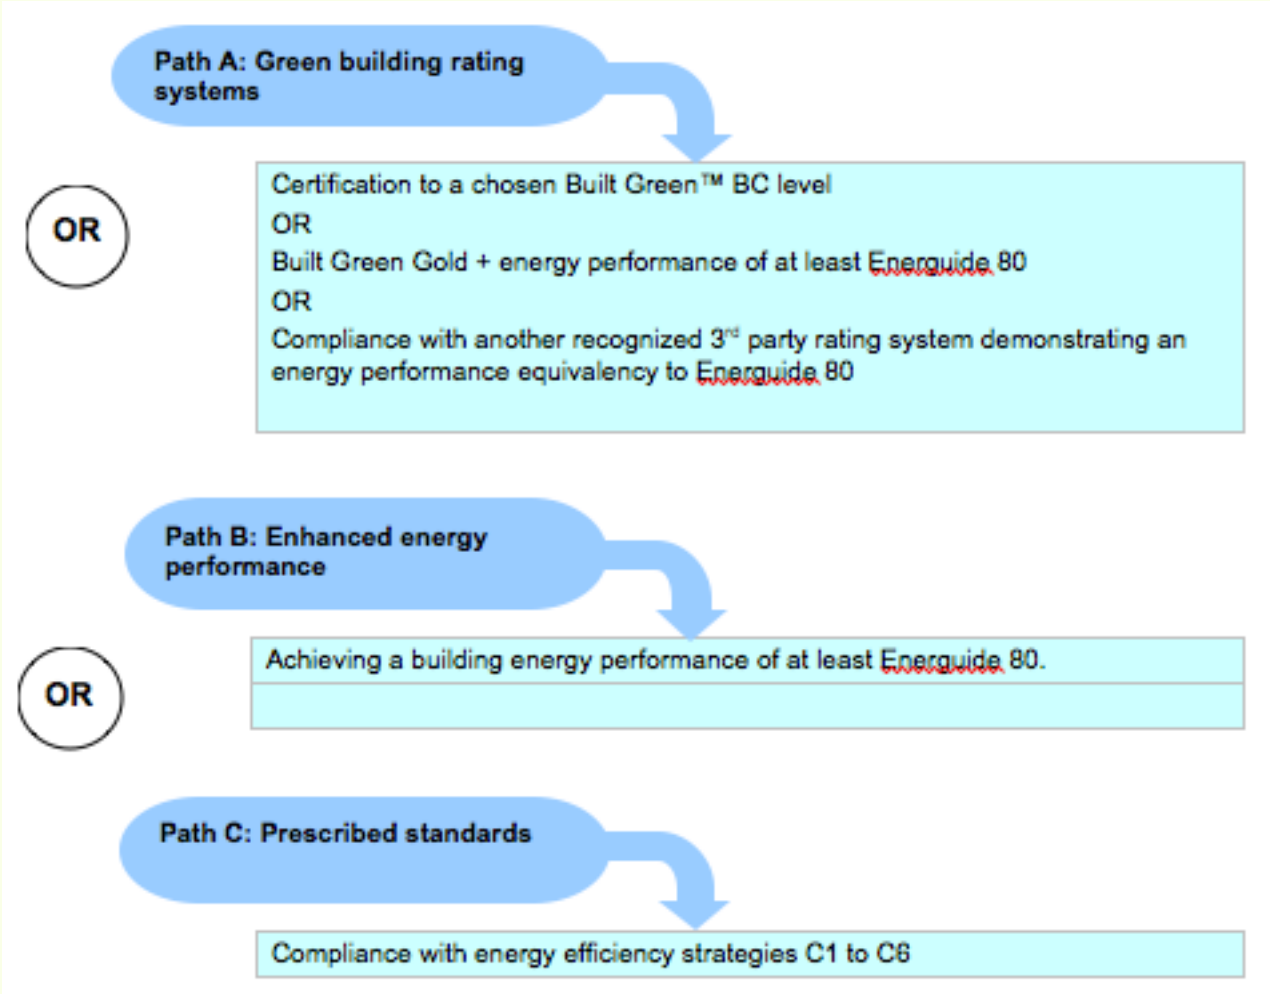 Path A: Green building rating
systems
Certification to a chosen Built Green™ BC level
OR
OR
Built Green Gold + energy performance of at least Energuide 80
OR
Compliance with another recognized 3rd party rating system demonstrating an
energy performance equivalency to Energuide 80
Path B: Enhanced energy
performance
Achieving a building energy performance of at least Energuide 80.
OR
Path C: Prescribed standards
Compliance with energy efficiency strategies C1 to C6